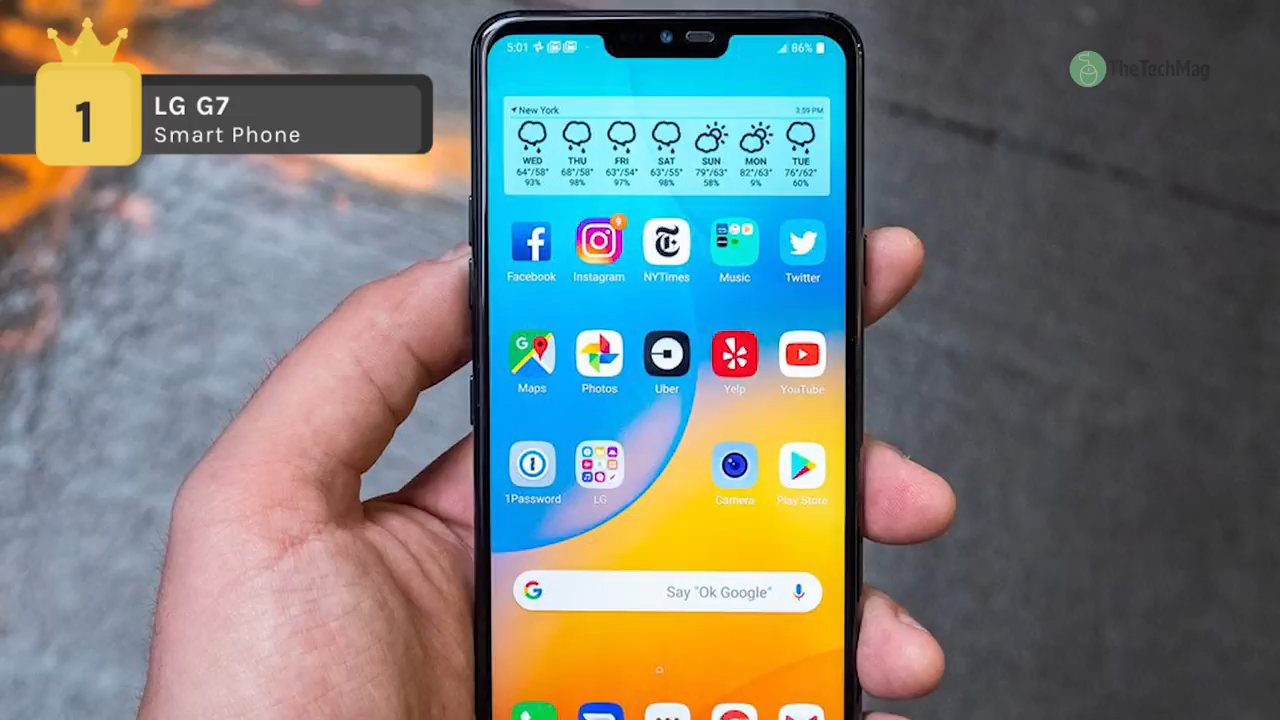 1
LG G7
Smart Phone
TheTechMag
5:01
86%
New York
3:59 PM
WED THU FRI SAT SUN MON TUE
64°/58° 68°/58° 63°/54° 63°/55° 79°/63° 82°/63° 76°/62°
93% 98% 97% 98% 58% 9% 60%
9
Facebook Instagram NYTimes Music Twitter
Maps Photos Uber Yelp YouTube
1Password LG Camera Play Store
G Say "Ok Google"